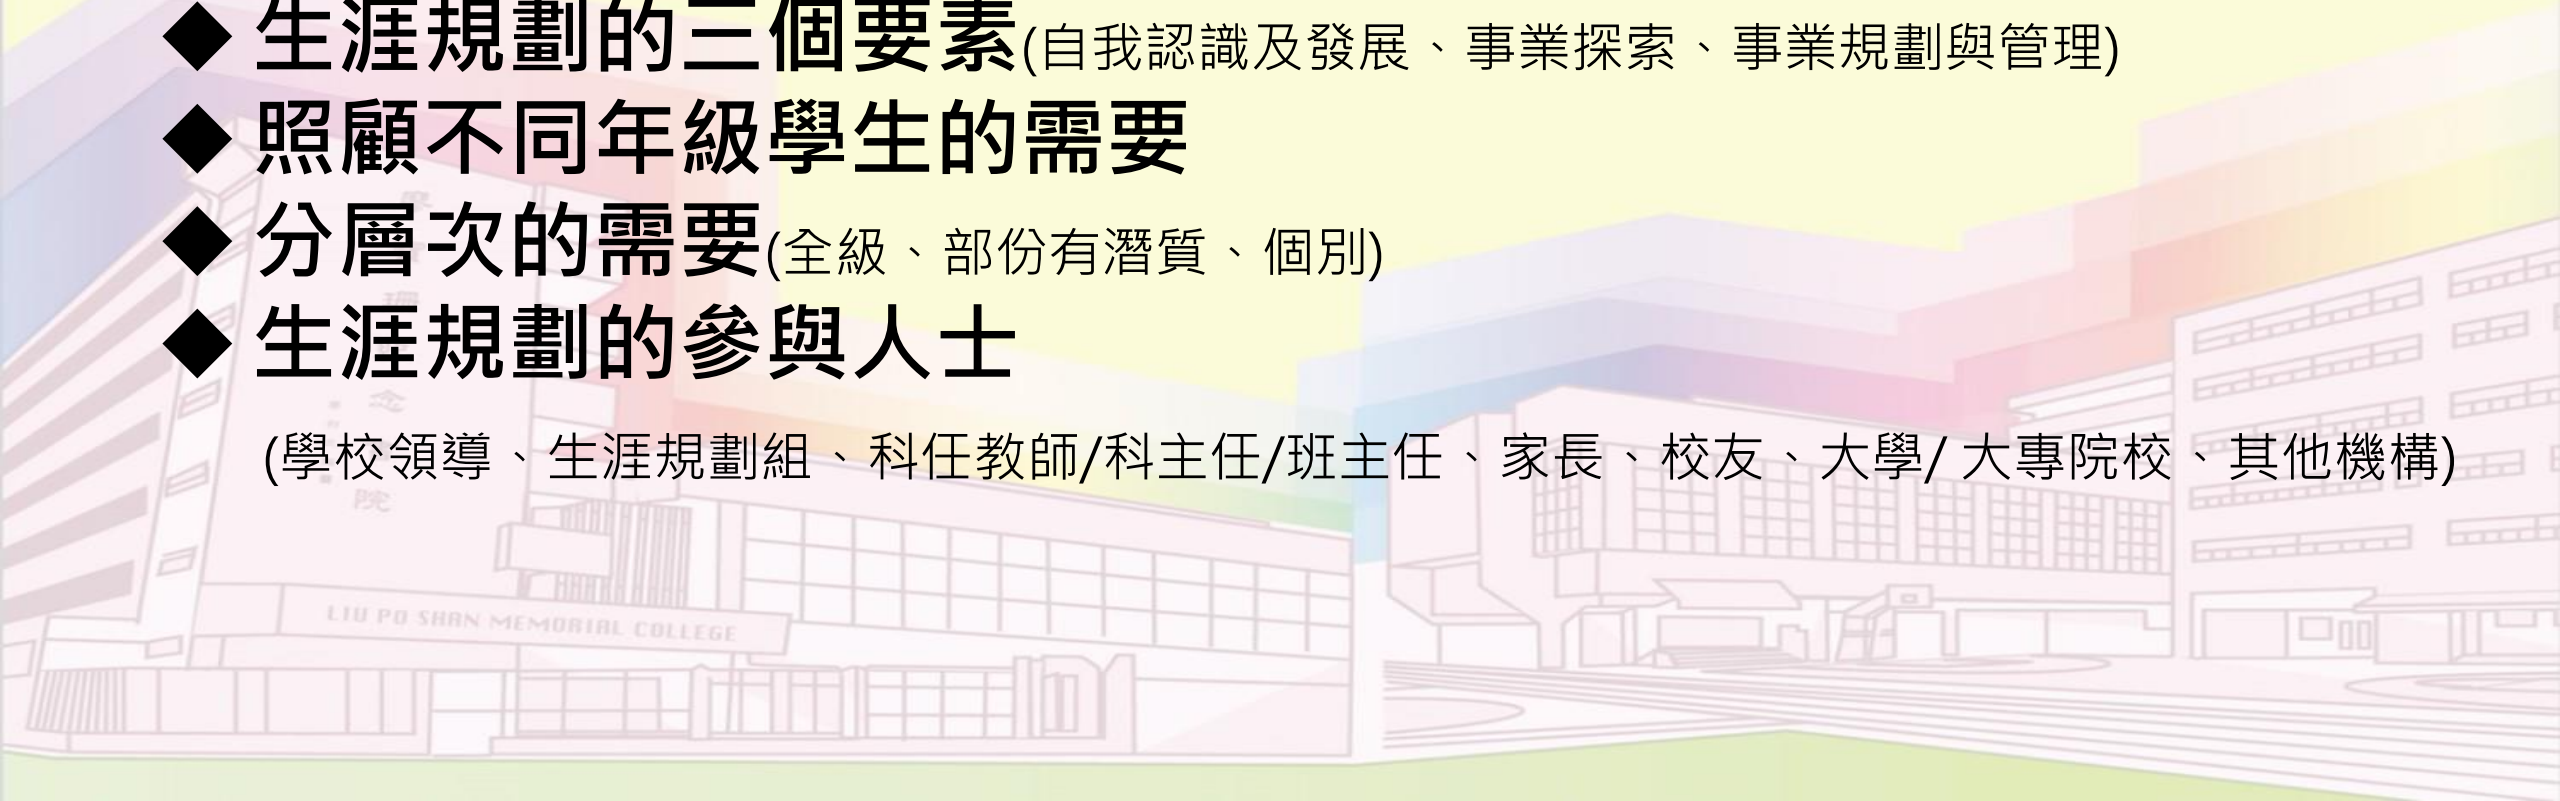 ◆ 生涯規劃的三個要素(自我認識及發展、事業探索、事業規劃與管理)
◆ 照顧不同年級學生的需要
◆ 分層次的需要(全級、部份有潛質、個別)
◆ 生涯規劃的參與人士
(學校領導、生涯規劃組、科任教師/科主任/班主任、家長、校友、大學/ 大專院校、其他機構)
念
院
LIU PO SHAN MEMORIAL COLLEGE